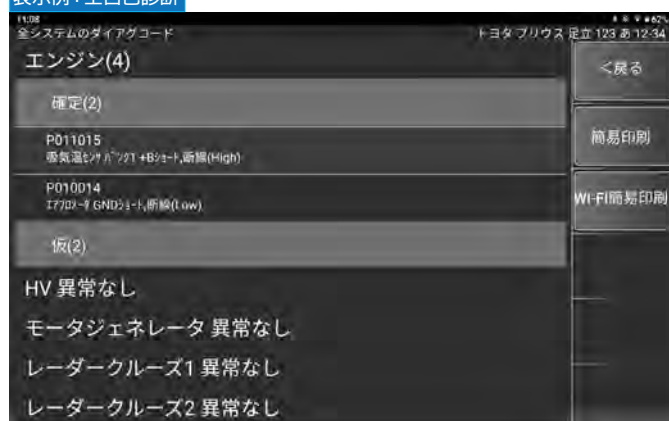 表示例:全自己診断
11:08
62%
全システムのダイアグコード
トヨタ プリウス 足立 123 あ 12-34
エンジン(4)
<戻る
確定(2)
簡易印刷
P011015
吸気温ｾﾝｻ ﾊﾞﾝｸ1 +Bｼｮｰﾄ,断線(High)
P010014
ｴｱﾌﾛﾒｰﾀ GNDｼｮｰﾄ,断線(Low)
WI-FI簡易印刷
仮(2)
HV 異常なし
モータジェネレータ 異常なし
レーダークルーズ1 異常なし
レーダークルーズ2 異常なし